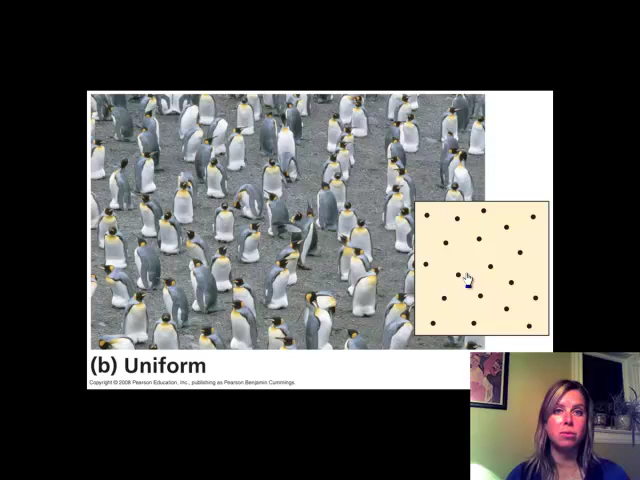 (b) Uniform
Copyright © 2008 Pearson Education, Inc., publishing as Pearson Benjamin Cummings.